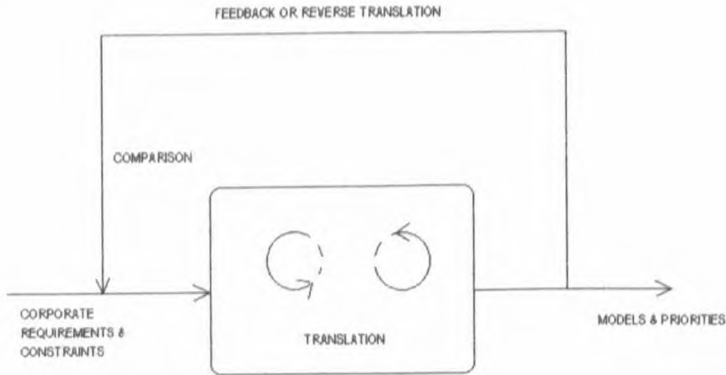 FEEDBACK OR REVERSE TRANSLATION
COMPARISON
CORPORATE
REQUIREMENTS &
CONSTRAINTS
TRANSLATION
MODELS & PRIORITIES